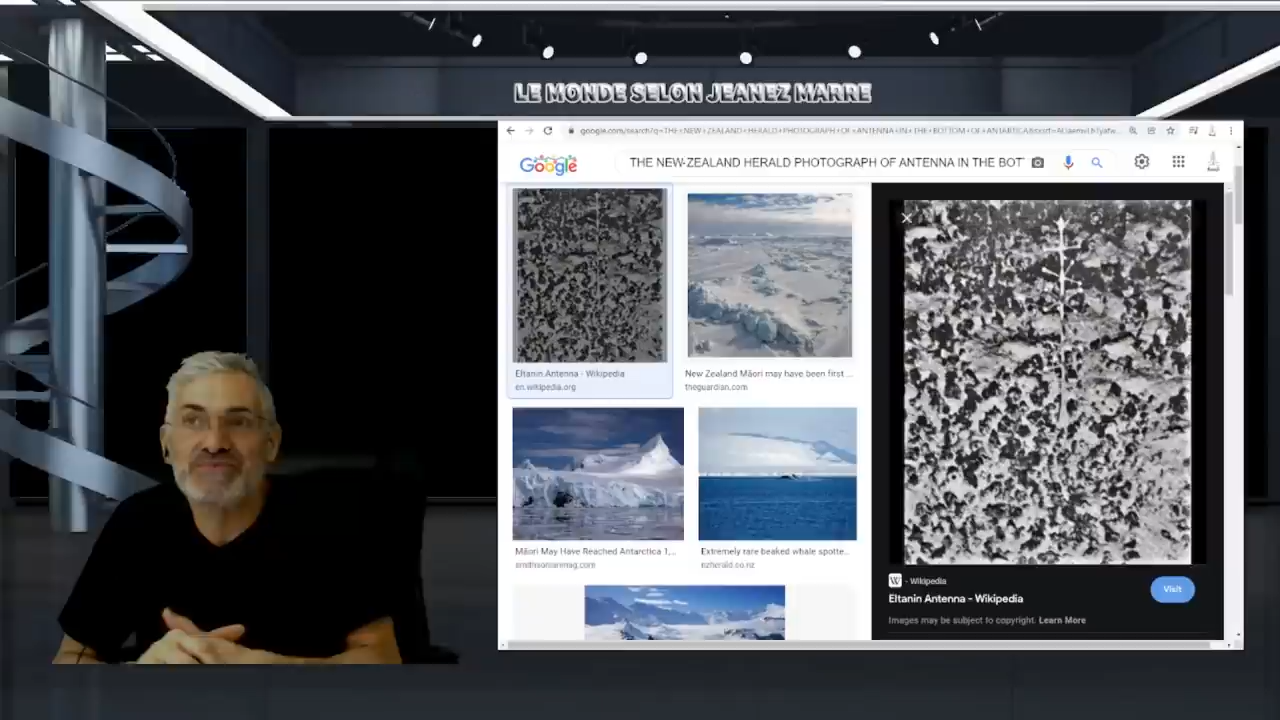 LE MONDE SELON JEANEZ MARRE
Google
THE NEW-ZEALAND HERALD PHOTOGRAPH OF ANTENNA IN THE BOT
Eltanin Antenna - Wikipedia
en.wikipedia.org
New Zealand Māori may have been first ...
theguardian.com
Māori May Have Reached Antarctica 1,...
smithsonianmag.com
Extremely rare beaked whale spotte...
nzherald.co.nz
W - Wikipedia
Eltanin Antenna - Wikipedia
Visit
Images may be subject to copyright. Learn More